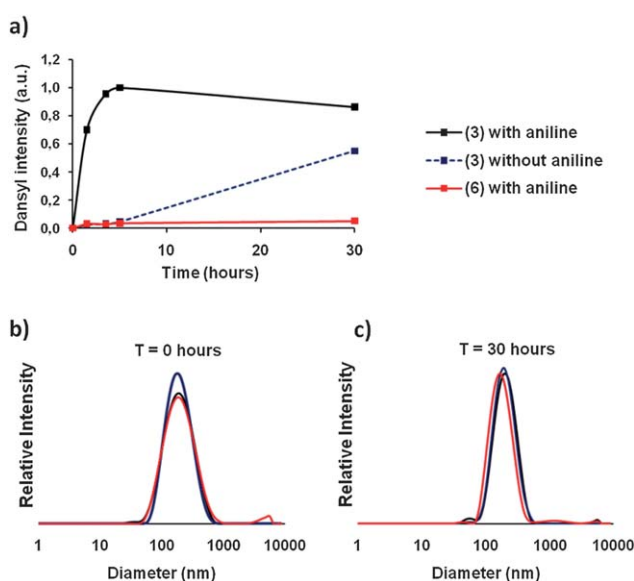 a)
Dansyl intensity (a.u.)
1,2
1,0
0,8
0,6
0,4
0,2
0,0
0
10
20
30
Time (hours)
(3) with aniline
(3) without aniline
(6) with aniline
b)
T = 0 hours
Relative Intensity
1
10
100
1000
10000
Diameter (nm)
c)
T = 30 hours
Relative Intensity
1
10
100
1000
10000
Diameter (nm)